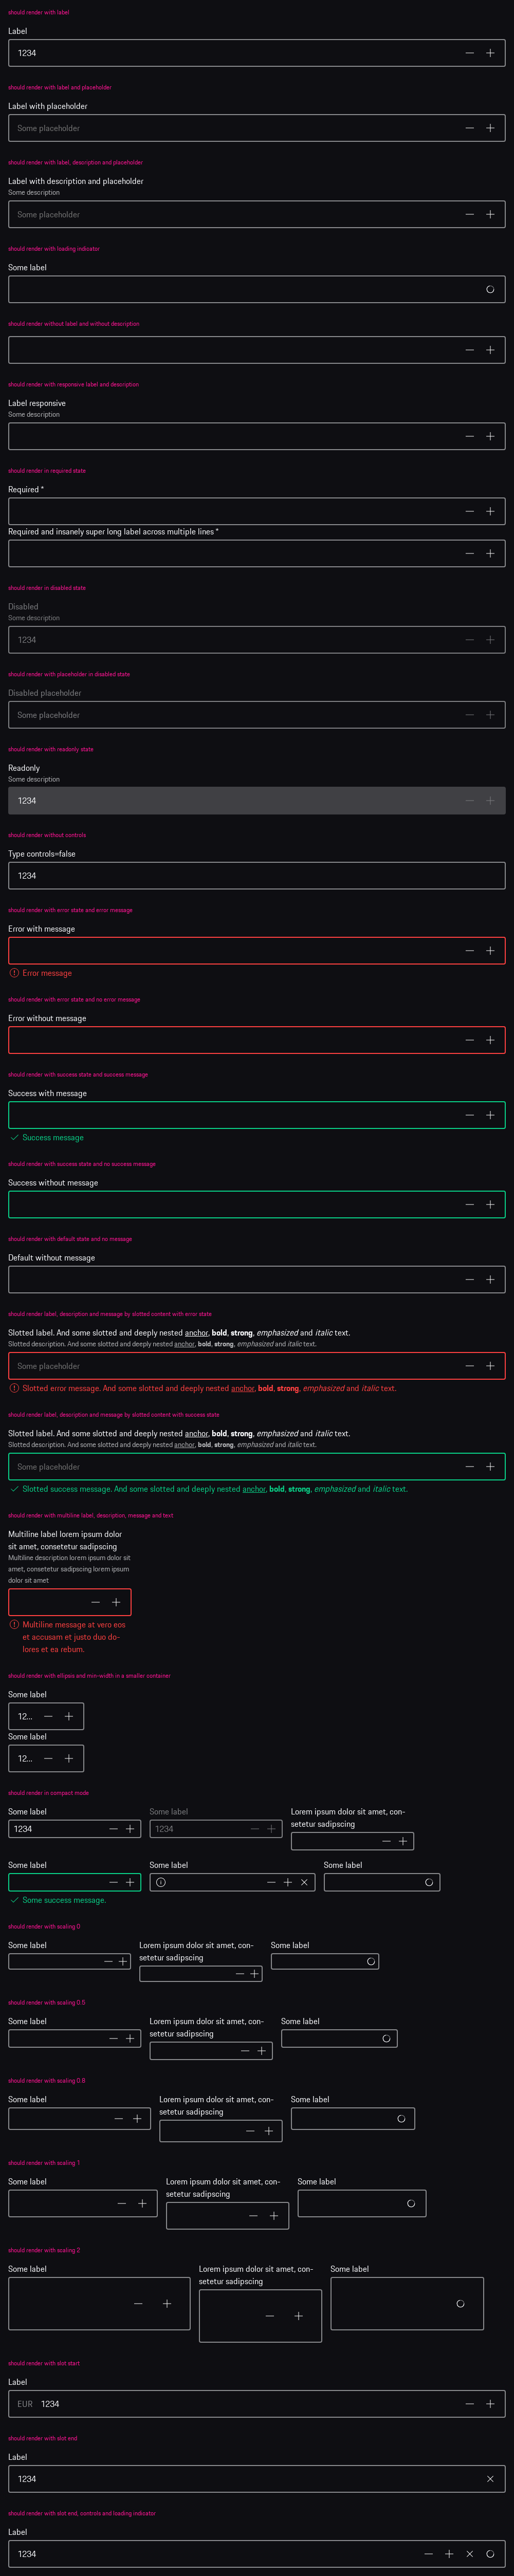 should render with label
Label
1234
should render with label and placeholder
Label with placeholder
Some placeholder
should render with label, description and placeholder
Label with description and placeholder
Some description
Some placeholder
should render with loading indicator
Some label
should render without label and without description
should render with responsive label and description
Label responsive
Some description
should render in required state
Required *
Required and insanely super long label across multiple lines *
should render in disabled state
Disabled
Some description
1234
should render with placeholder in disabled state
Disabled placeholder
Some placeholder
should render with readonly state
Readonly
Some description
1234
should render without controls
Type controls=false
1234
should render with error state and error message
Error with message
Error message
should render with error state and no error message
Error without message
should render with success state and success message
Success with message
Success message
should render with success state and no success message
Success without message
should render with default state and no message
Default without message
should render label, description and message by slotted content with error state
Slotted label. And some slotted and deeply nested anchor, bold, strong, emphasized and italic text.
Slotted description. And some slotted and deeply nested anchor, bold, strong, emphasized and italic text.
Some placeholder
Slotted error message. And some slotted and deeply nested anchor, bold, strong, emphasized and italic text.
should render label, description and message by slotted content with success state
Slotted label. And some slotted and deeply nested anchor, bold, strong, emphasized and italic text.
Slotted description. And some slotted and deeply nested anchor, bold, strong, emphasized and italic text.
Some placeholder
Slotted success message. And some slotted and deeply nested anchor, bold, strong, emphasized and italic text.
should render with multiline label, description, message and text
Multiline label lorem ipsum dolor
sit amet, consetetur sadipscing
Multiline description lorem ipsum dolor sit
amet, consetetur sadipscing lorem ipsum
dolor sit amet
Multiline message at vero eos
et accusam et justo duo do-
lores et ea rebum.
should render with ellipsis and min-width in a smaller container
Some label
12...
Some label
12...
should render in compact mode
Some label
1234
Some label
1234
Lorem ipsum dolor sit amet, con-
setetur sadipscing
Some label
Some success message.
Some label
Some label
should render with scaling 0
Some label
Lorem ipsum dolor sit amet, con-
setetur sadipscing
Some label
should render with scaling 0.5
Some label
Lorem ipsum dolor sit amet, con-
setetur sadipscing
Some label
should render with scaling 0.8
Some label
Lorem ipsum dolor sit amet, con-
setetur sadipscing
Some label
should render with scaling 1
Some label
Lorem ipsum dolor sit amet, con-
setetur sadipscing
Some label
should render with scaling 2
Some label
Lorem ipsum dolor sit amet, con-
setetur sadipscing
Some label
should render with slot start
Label
EUR 1234
should render with slot end
Label
1234
should render with slot end, controls and loading indicator
Label
1234